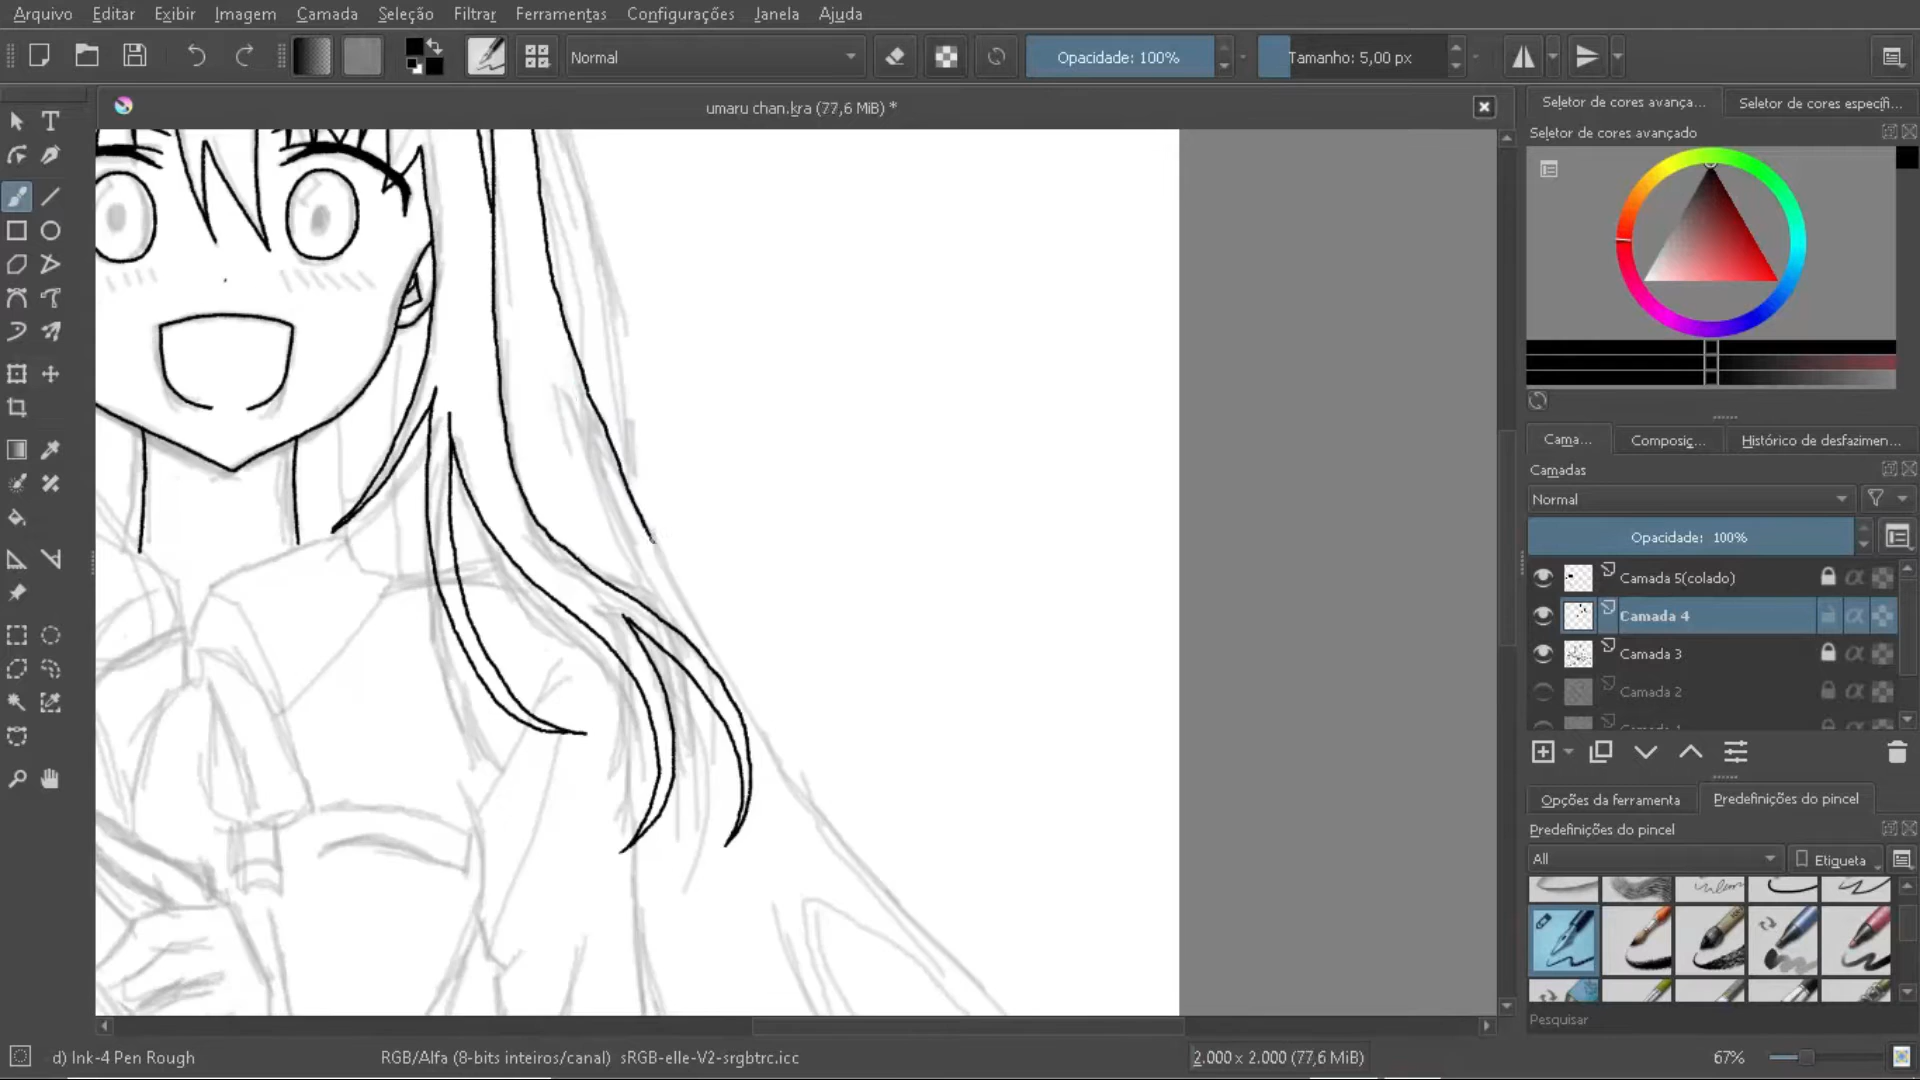 Arquivo Editar Exibir Imagem Camada Seleção Filtrar Ferramentas Configurações Janela Ajuda
Normal Opacidade: 100% Tamanho: 5,00 px
umaru chan.kra (77,6 MiB) *
Seletor de cores avança... Seletor de cores específi...
Seletor de cores avançado
Cama... Composiç... Histórico de desfazimen...
Camadas
Normal
Opacidade: 100%
Camada 5(colado)
Camada 4
Camada 3
Camada 2
Opções da ferramenta Predefinições do pincel
Predefinições do pincel
All Etiqueta
Pesquisar
d) Ink-4 Pen Rough RGB/Alfa (8-bits inteiros/canal) sRGB-elle-V2-srgbtrc.icc 2.000 x 2.000 (77,6 MiB) 67%